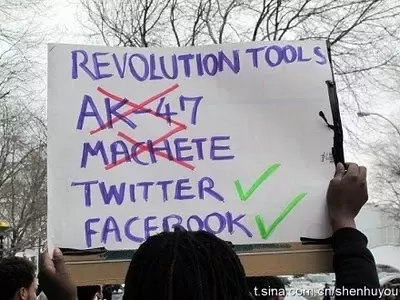 REVOLUTION TOOLS
AK-47
MACHETE
TWITTER
FACEBOOK
t.sina.com.cn/shenhuyou